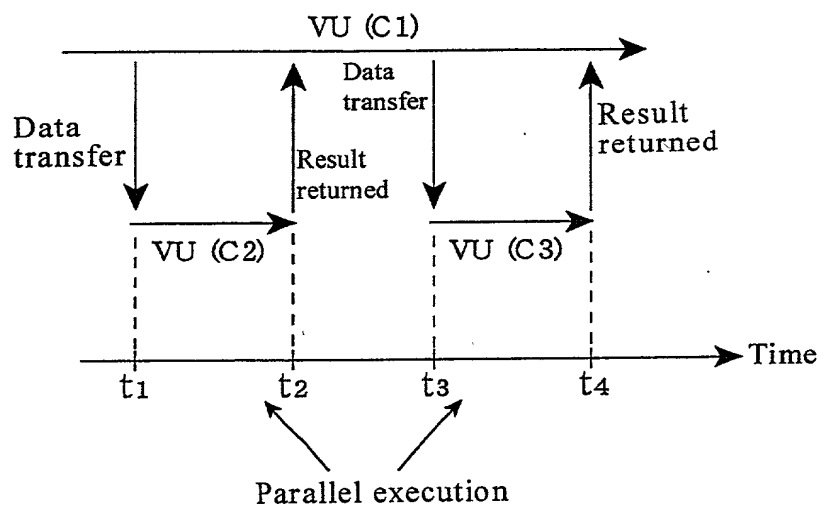 VU (C1)
Data
transfer
Data
transfer
Result
returned
Result
returned
VU (C2)
VU (C3)
Time
t1
t2
t3
t4
Parallel execution